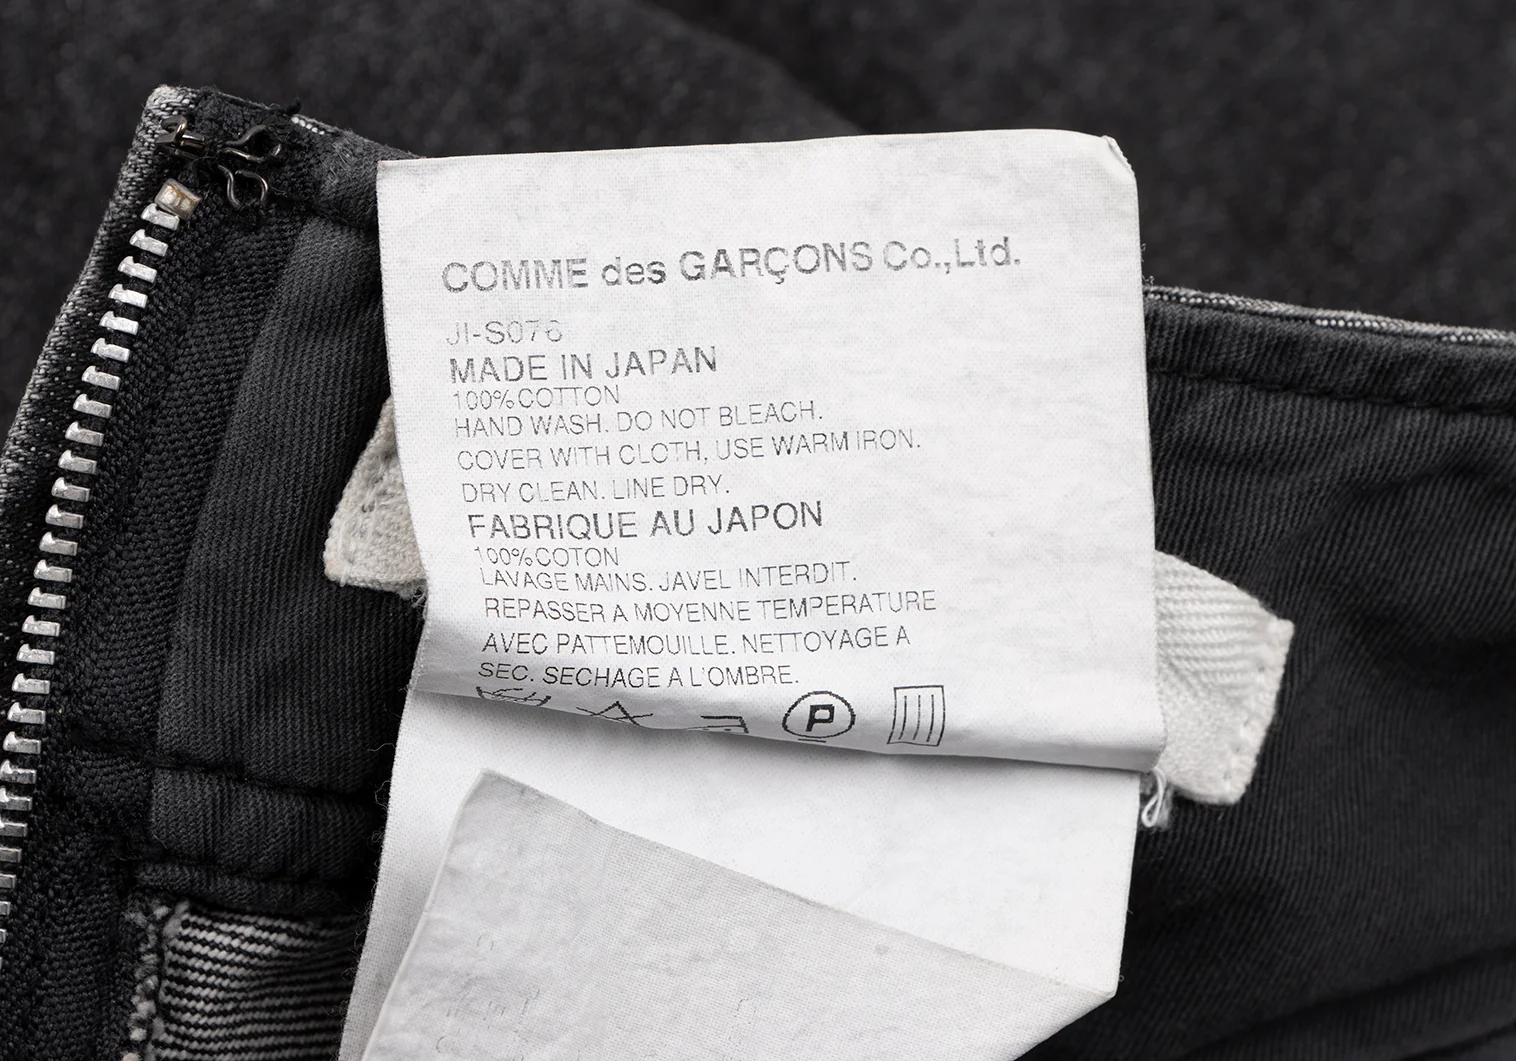 COMME des GARÇONS Co.,Ltd.
JI-S076
MADE IN JAPAN
100% COTTON
HAND WASH. DO NOT BLEACH.
COVER WITH CLOTH, USE WARM IRON.
DRY CLEAN. LINE DRY.
FABRIQUE AU JAPON
100% COTON
LAVAGE MAINS. JAVEL INTERDIT.
REPASSER A MOYENNE TEMPERATURE
AVEC PATTEMOUILLE. NETTOYAGE A
SEC. SECHAGE A L'OMBRE.
P